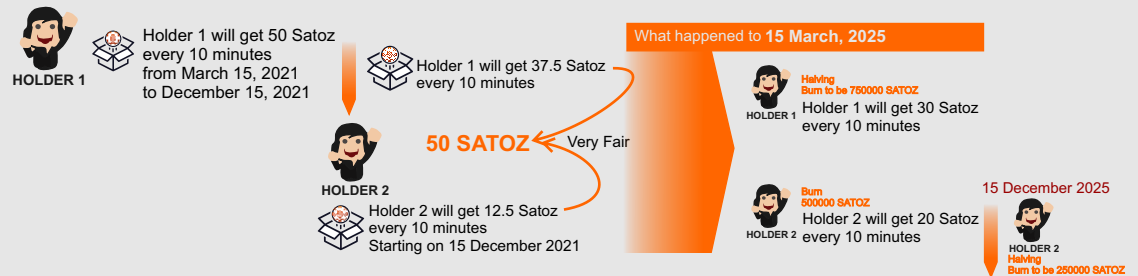 HOLDER 1
Holder 1 will get 50 Satoz
every 10 minutes
from March 15, 2021
to December 15, 2021
Holder 1 will get 37.5 Satoz
every 10 minutes
50 SATOZ
Very Fair
HOLDER 2
Holder 2 will get 12.5 Satoz
every 10 minutes
Starting on 15 December 2021
What happened to 15 March, 2025
HOLDER 1
Halving
Burn to be 750000 SATOZ
Holder 1 will get 30 Satoz
every 10 minutes
HOLDER 2
Burn
500000 SATOZ
Holder 2 will get 20 Satoz
every 10 minutes
15 December 2025
HOLDER 2
Halving
Burn to be 250000 SATOZ